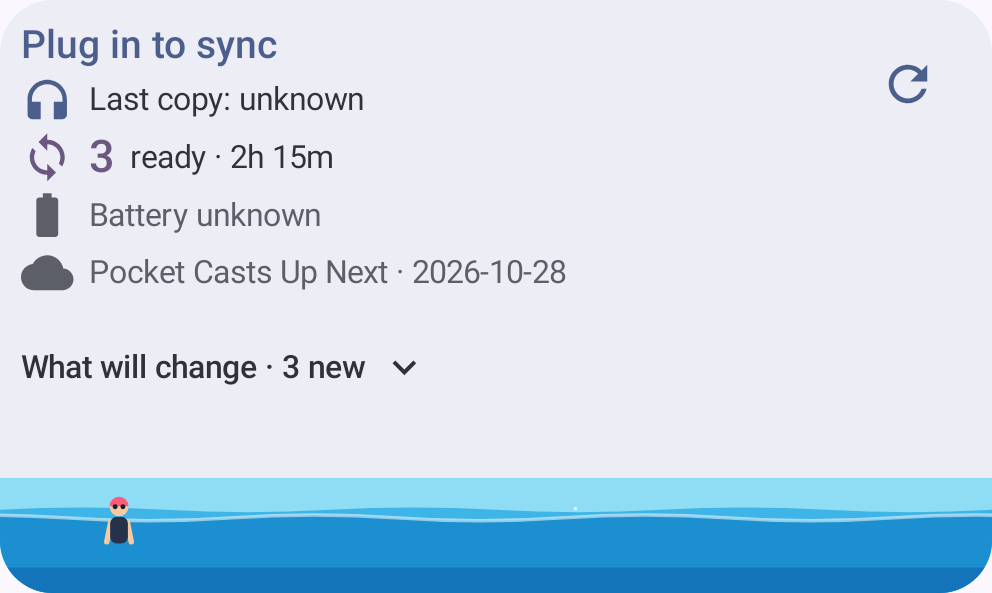 Plug in to sync
Last copy: unknown
3 ready · 2h 15m
Battery unknown
Pocket Casts Up Next · 2026-10-28
What will change · 3 new